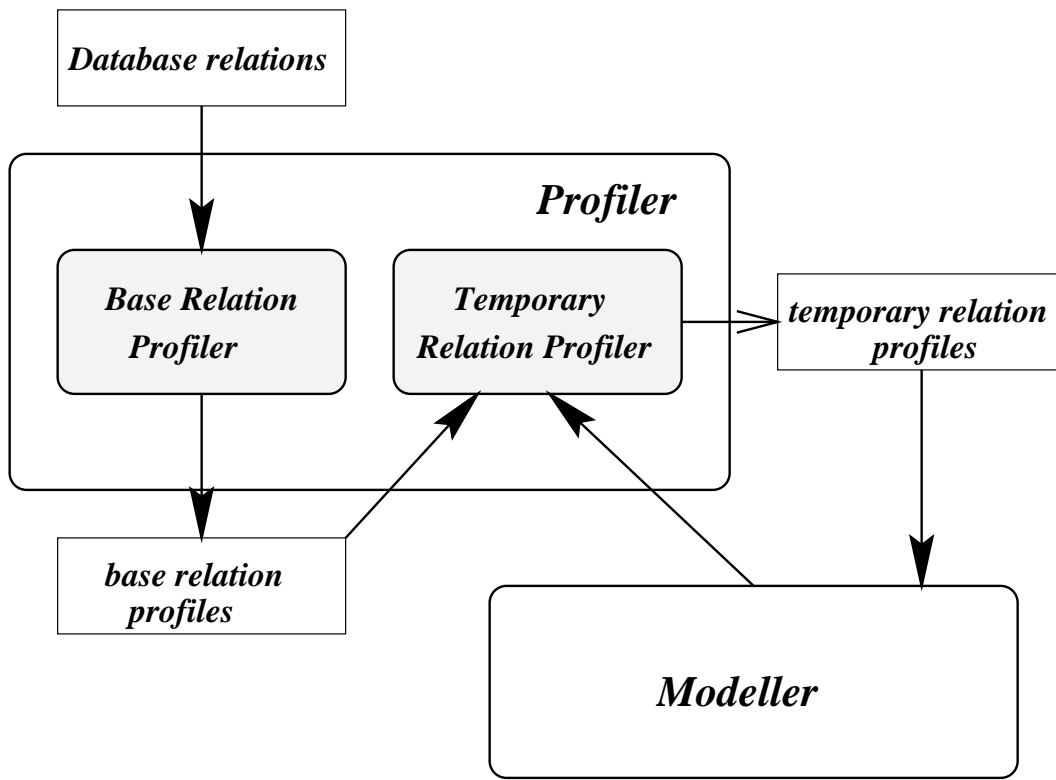 Database relations
Profiler
Base Relation
Profiler
Temporary
Relation Profiler
temporary relation
profiles
base relation
profiles
Modeller